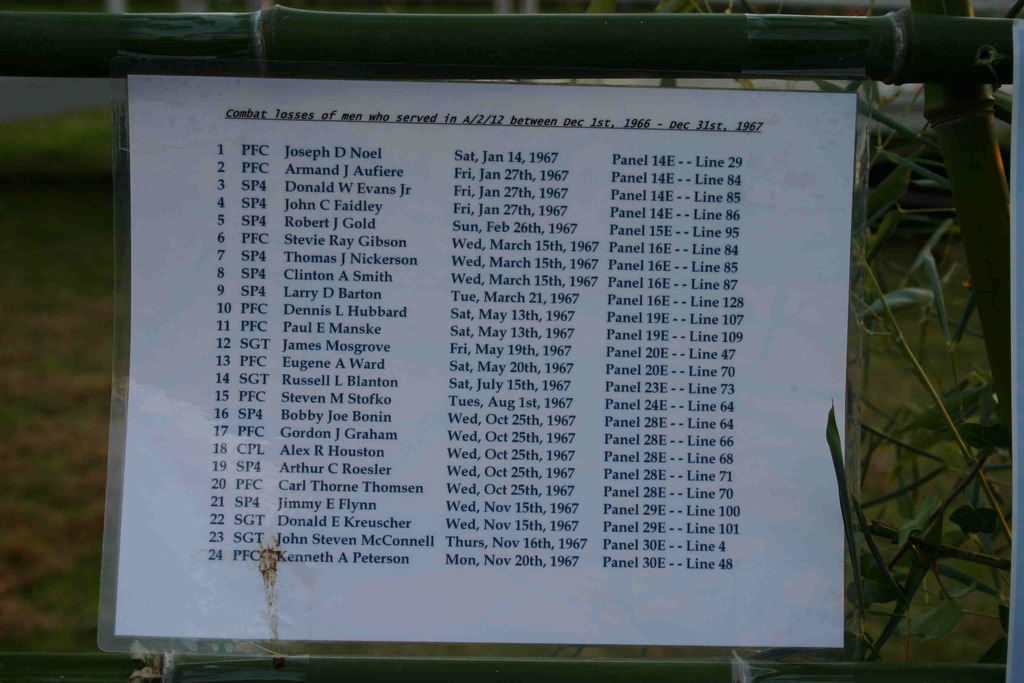 Combat losses of men who served in A/2/12 between Dec 1st, 1966 - Dec 31st, 1967
1 PFC Joseph D Noel Sat, Jan 14, 1967 Panel 14E - - Line 29
2 PFC Armand J Aufiere Fri, Jan 27th, 1967 Panel 14E - - Line 84
3 SP4 Donald W Evans Jr Fri, Jan 27th, 1967 Panel 14E - - Line 85
4 SP4 John C Faidley Fri, Jan 27th, 1967 Panel 14E - - Line 86
5 SP4 Robert J Gold Sun, Feb 26th, 1967 Panel 15E - - Line 95
6 PFC Stevie Ray Gibson Wed, March 15th, 1967 Panel 16E - - Line 84
7 SP4 Thomas J Nickerson Wed, March 15th, 1967 Panel 16E - - Line 85
8 SP4 Clinton A Smith Wed, March 15th, 1967 Panel 16E - - Line 87
9 SP4 Larry D Barton Tue, March 21, 1967 Panel 16E - - Line 128
10 PFC Dennis L Hubbard Sat, May 13th, 1967 Panel 19E - - Line 107
11 PFC Paul E Manske Sat, May 13th, 1967 Panel 19E - - Line 109
12 SGT James Mosgrove Fri, May 19th, 1967 Panel 20E - - Line 47
13 PFC Eugene A Ward Sat, May 20th, 1967 Panel 20E - - Line 70
14 SGT Russell L Blanton Sat, July 15th, 1967 Panel 23E - - Line 73
15 PFC Steven M Stofko Tues, Aug 1st, 1967 Panel 24E - - Line 64
16 SP4 Bobby Joe Bonin Wed, Oct 25th, 1967 Panel 28E - - Line 64
17 PFC Gordon J Graham Wed, Oct 25th, 1967 Panel 28E - - Line 66
18 CPL Alex R Houston Wed, Oct 25th, 1967 Panel 28E - - Line 68
19 SP4 Arthur C Roesler Wed, Oct 25th, 1967 Panel 28E - - Line 71
20 PFC Carl Thorne Thomsen Wed, Oct 25th, 1967 Panel 28E - - Line 70
21 SP4 Jimmy E Flynn Wed, Nov 15th, 1967 Panel 29E - - Line 100
22 SGT Donald E Kreuscher Wed, Nov 15th, 1967 Panel 29E - - Line 101
23 SGT John Steven McConnell Thurs, Nov 16th, 1967 Panel 30E - - Line 4
24 PFC Kenneth A Peterson Mon, Nov 20th, 1967 Panel 30E - - Line 48